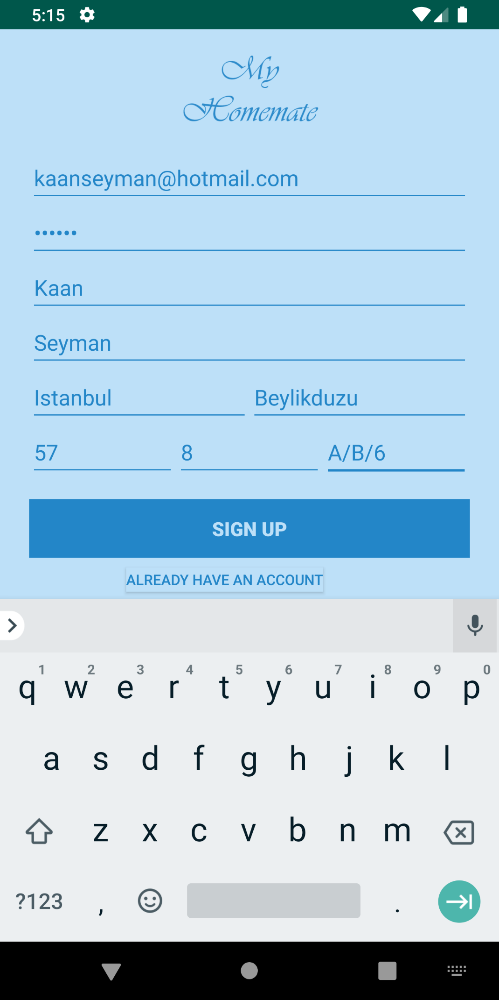 5:15
My
Homemate
kaanseyman@hotmail.com
••••••
Kaan
Seyman
Istanbul Beylikduzu
57 8 A/B/6
SIGN UP
ALREADY HAVE AN ACCOUNT
1 2 3 4 5 6 7 8 9 0
q w e r t y u i o p
a s d f g h j k l
z x c v b n m
?123 , .